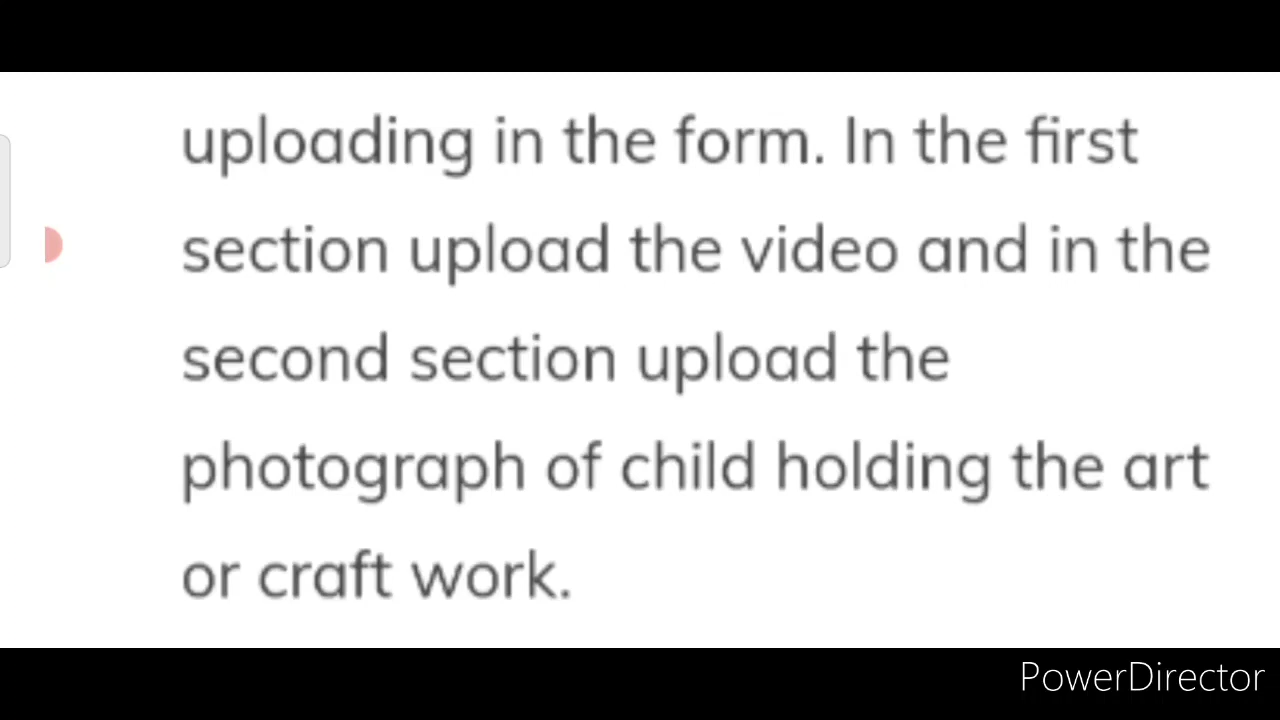 uploading in the form. In the first
section upload the video and in the
second section upload the
photograph of child holding the art
or craft work.
PowerDirector